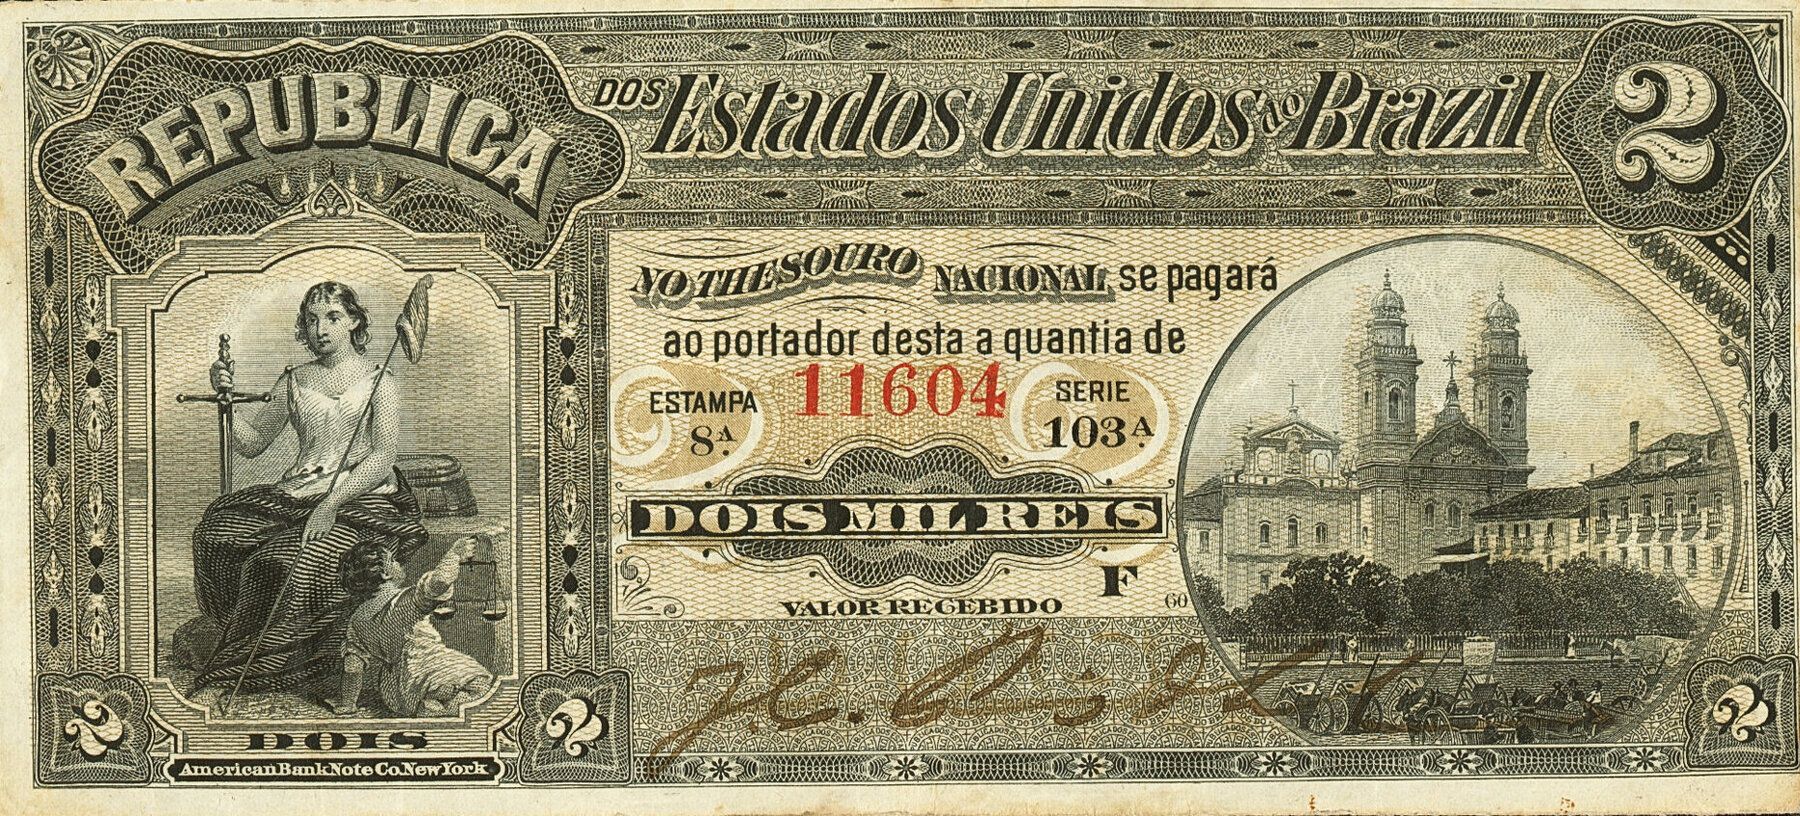 REPUBLICA DOS Estados Unidos do Brazil 2
NO THESOURO NACIONAL se pagará
ao portador desta a quantia de
ESTAMPA 8A. 11604 SERIE 103A.
DOIS MIL REIS
VALOR RECEBIDO F 60
2 DOIS 2 2
American Bank Note Co. New York